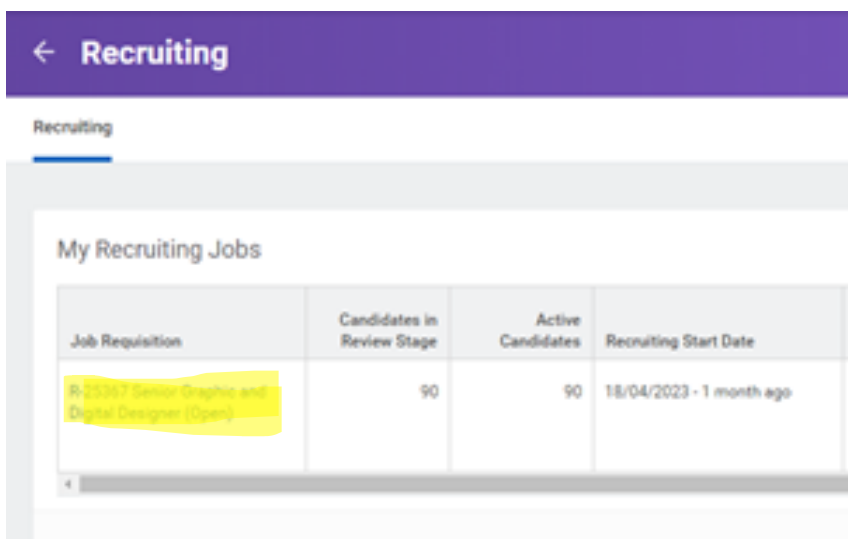 Recruiting
Recruiting
My Recruiting Jobs
Job Requisition
Candidates in
Review Stage
Active
Candidates
Recruiting Start Date
R-25367 Senior Graphic and
Digital Designer (Open)
90
90
18/04/2023 - 1 month ago